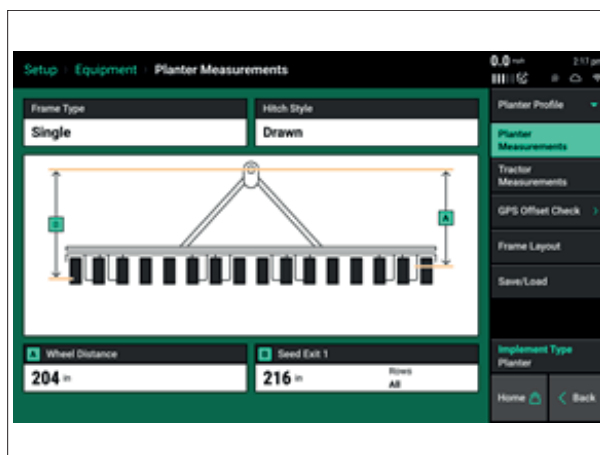 Setup Equipment Planter Measurements
0.0 mph 2:17 pm
Frame Type
Single
Hitch Style
Drawn
B
A
A Wheel Distance
204 in
B Seed Exit 1
216 in
Rows
All
Planter Profile
Planter
Measurements
Tractor
Measurements
GPS Offset Check
Frame Layout
Save/Load
Implement Type
Planter
Home
Back